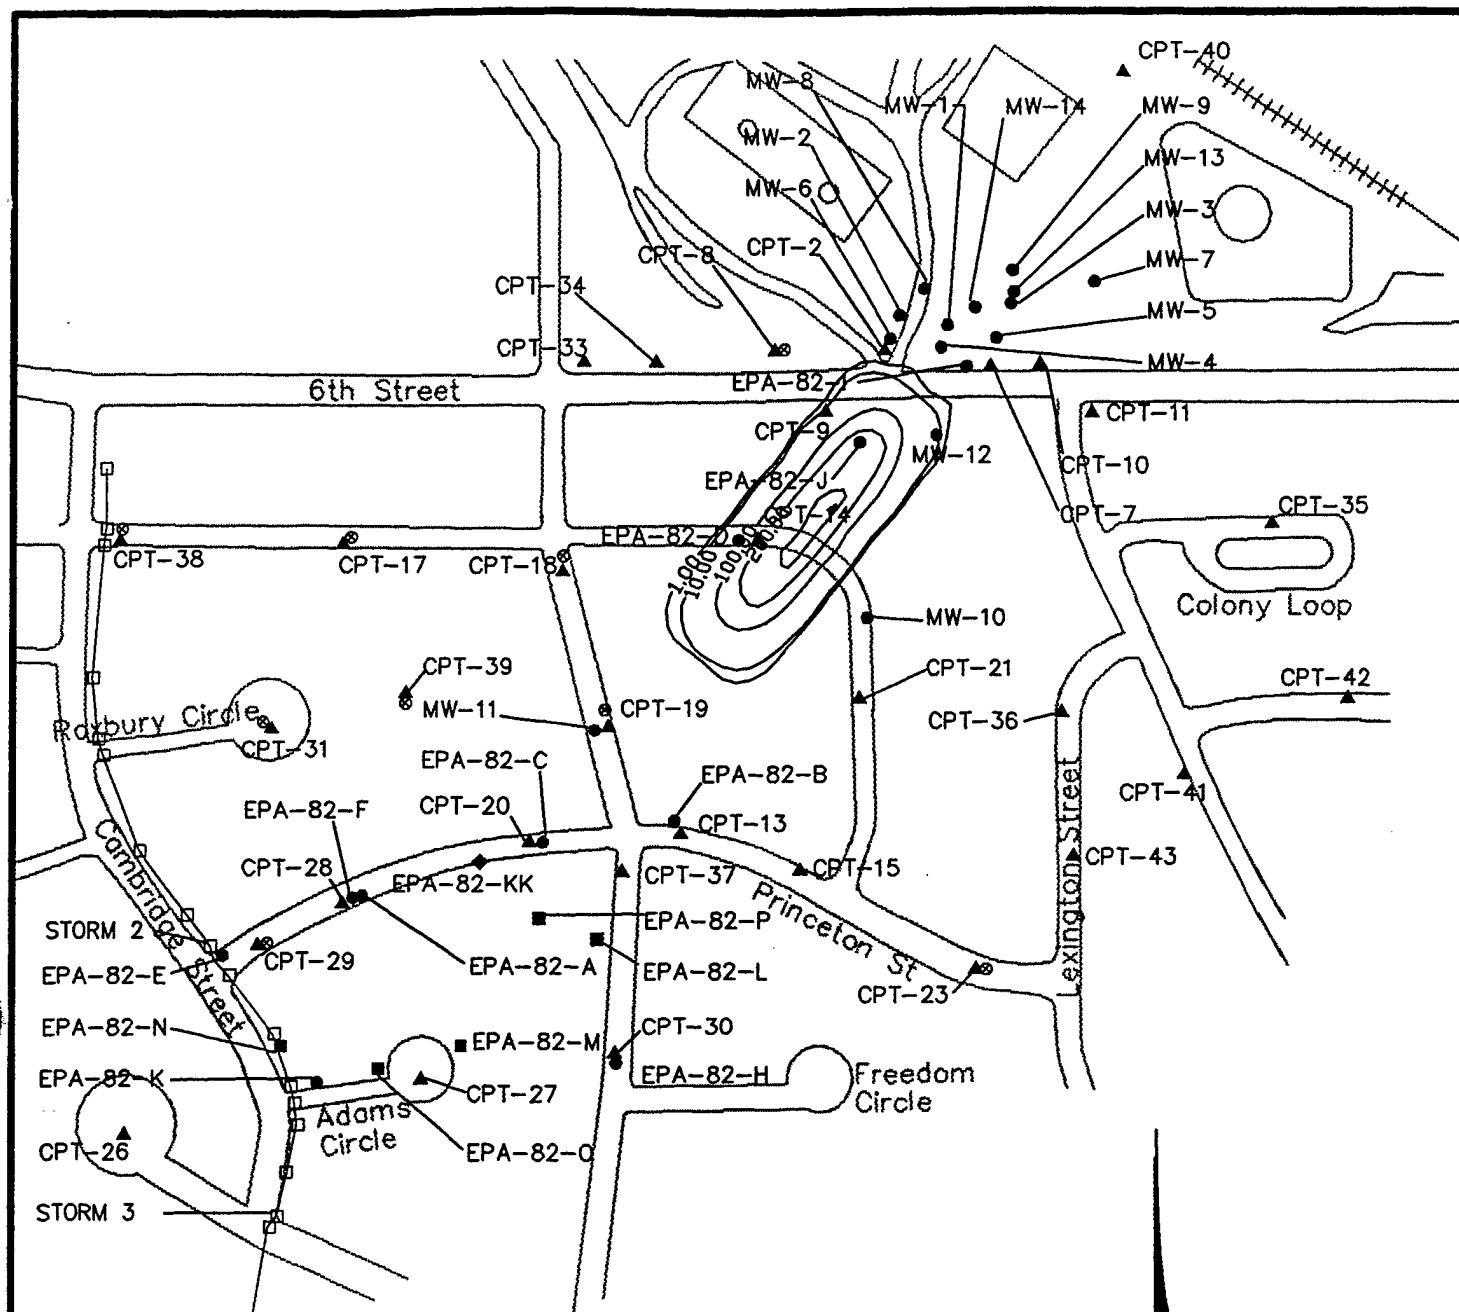 CPT-40
MW-8
MW-1
MW-14
MW-9
MW-2
MW-13
MW-6
MW-3
CPT-8
CPT-2
MW-7
CPT-34
MW-5
CPT-33
MW-4
EPA-82-I
6th Street
CPT-9
CPT-11
MW-12
CPT-10
EPA-82-J
CPT-14
CPT-7
CPT-35
EPA-82-D
CPT-38
CPT-17
CPT-18
1.00
10.00
100.00
Colony Loop
MW-10
CPT-39
CPT-21
CPT-42
MW-11
CPT-19
CPT-36
Roxbury Circle
CPT-31
EPA-82-C
EPA-82-B
CPT-41
EPA-82-F
CPT-20
CPT-13
Lexington Street
Cambridge Street
CPT-28
EPA-82-KK
CPT-37
CPT-15
CPT-43
Princeton St
STORM 2
EPA-82-P
EPA-82-E
CPT-29
EPA-82-A
EPA-82-L
CPT-23
EPA-82-N
EPA-82-M
CPT-30
EPA-82-K
CPT-27
EPA-82-H
Freedom
Circle
Adams
Circle
CPT-26
EPA-82-O
STORM 3